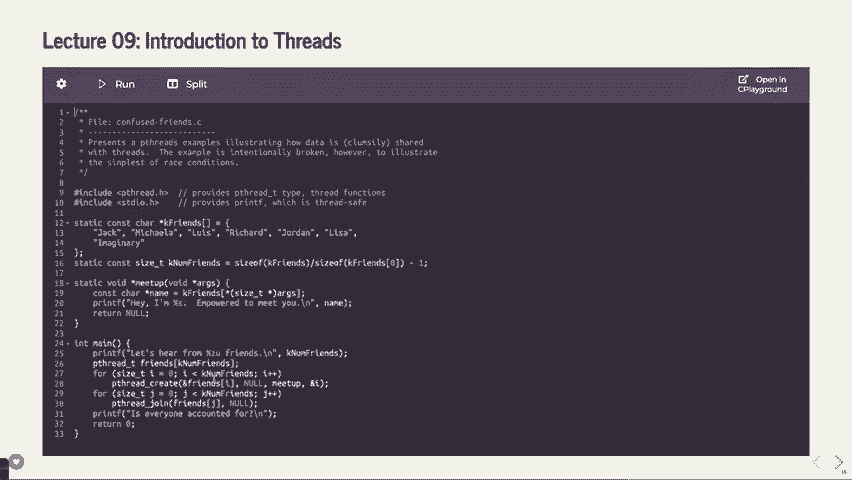 Lecture 09: Introduction to Threads
Run Split Open in
CPlayground
1 /**
2 * File: confused-friends.c
3 * ---------------------------
4 * Presents a pthreads examples illustrating how data is (clumsily) shared
5 * with threads. The example is intentionally broken, however, to illustrate
6 * the simplest of race conditions.
7 */
8
9 #include <pthread.h> // provides pthread_t type, thread functions
10 #include <stdio.h> // provides printf, which is thread-safe
11
12 static const char *kFriends[] = {
13 "Jack", "Michaela", "Luis", "Richard", "Jordan", "Lisa",
14 "Imaginary"
15 };
16 static const size_t kNumFriends = sizeof(kFriends)/sizeof(kFriends[0]) - 1;
17
18 static void *meetup(void *args) {
19 const char *name = kFriends[*(size_t *)args];
20 printf("Hey, I'm %s. Empowered to meet you.\n", name);
21 return NULL;
22 }
23
24 int main() {
25 printf("Let's hear from %zu friends.\n", kNumFriends);
26 pthread_t friends[kNumFriends];
27 for (size_t i = 0; i < kNumFriends; i++)
28 pthread_create(&friends[i], NULL, meetup, &i);
29 for (size_t j = 0; j < kNumFriends; j++)
30 pthread_join(friends[j], NULL);
31 printf("Is everyone accounted for?\n");
32 return 0;
33 }